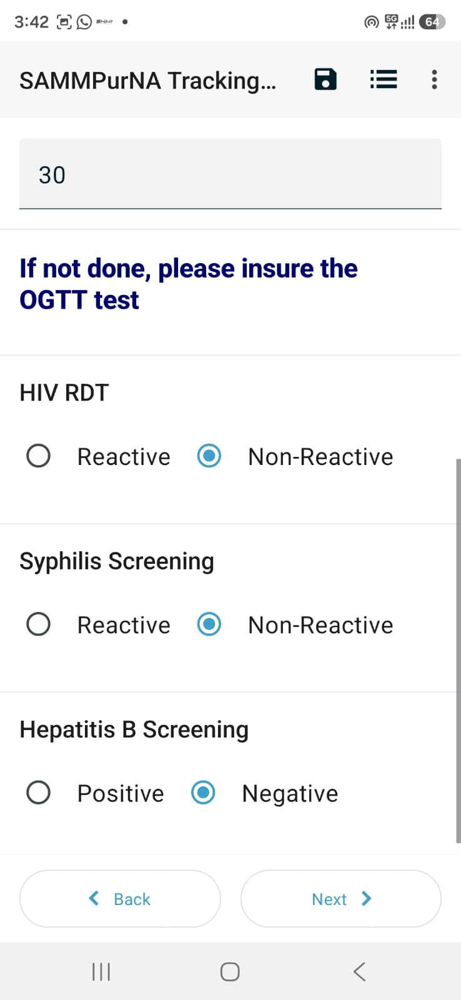 3:42
5G
64
SAMMPurNA Tracking...
30
If not done, please insure the
OGTT test
HIV RDT
Reactive Non-Reactive
Syphilis Screening
Reactive Non-Reactive
Hepatitis B Screening
Positive Negative
Back Next